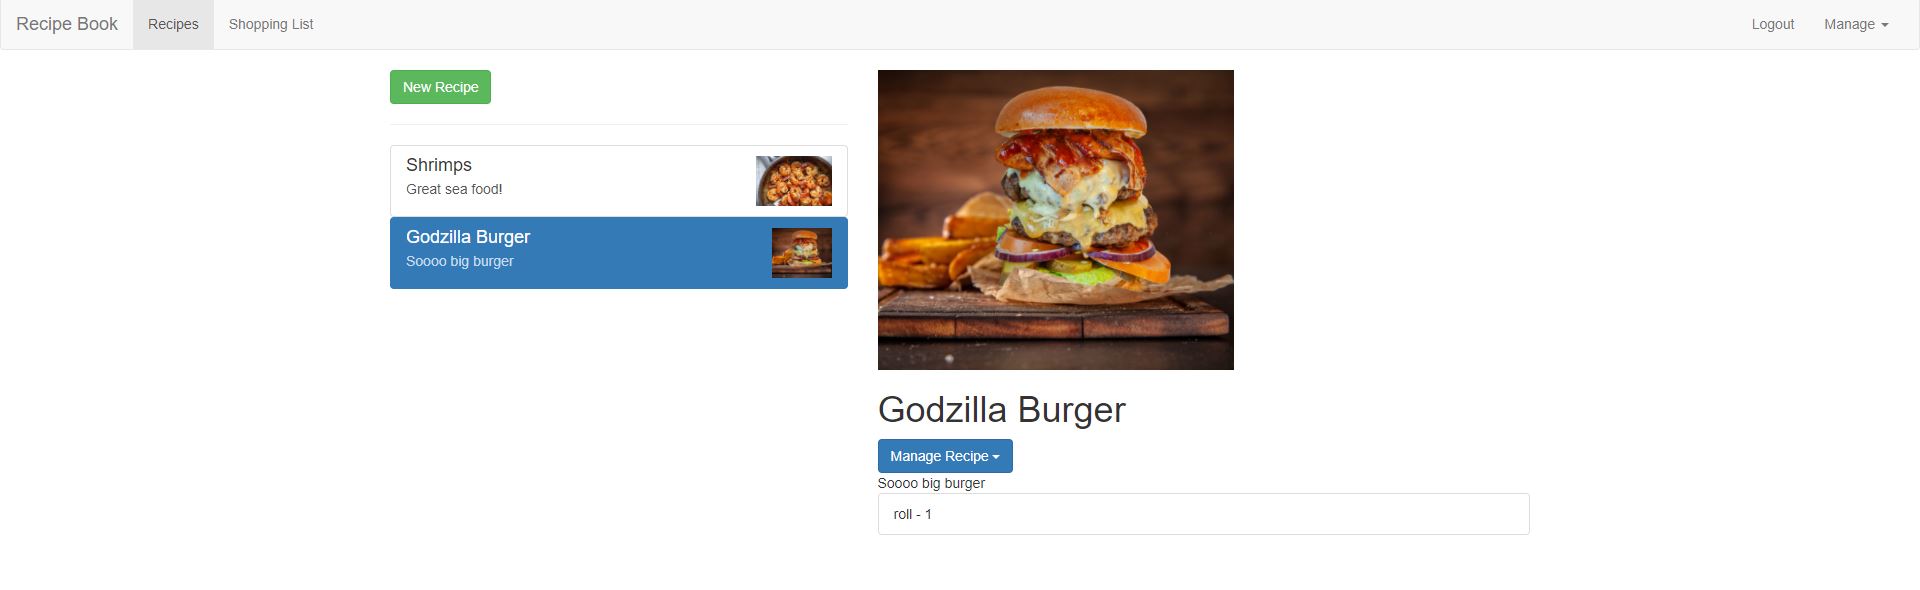 Recipe Book Recipes Shopping List Logout Manage
New Recipe
Shrimps
Great sea food!
Godzilla Burger
Soooo big burger
Godzilla Burger
Manage Recipe
Soooo big burger
roll - 1